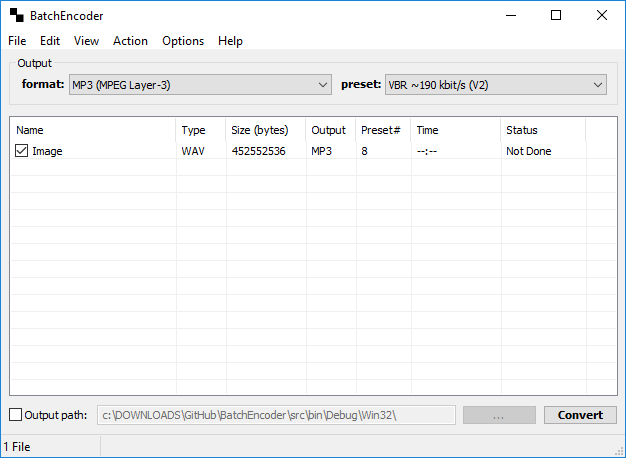 BatchEncoder
File Edit View Action Options Help
Output
format: MP3 (MPEG Layer-3) preset: VBR ~190 kbit/s (V2)
Name Type Size (bytes) Output Preset# Time Status
Image WAV 452552536 MP3 8 --:-- Not Done
Output path: c:\DOWNLOADS\GitHub\BatchEncoder\src\bin\Debug\Win32\ ... Convert
1 File